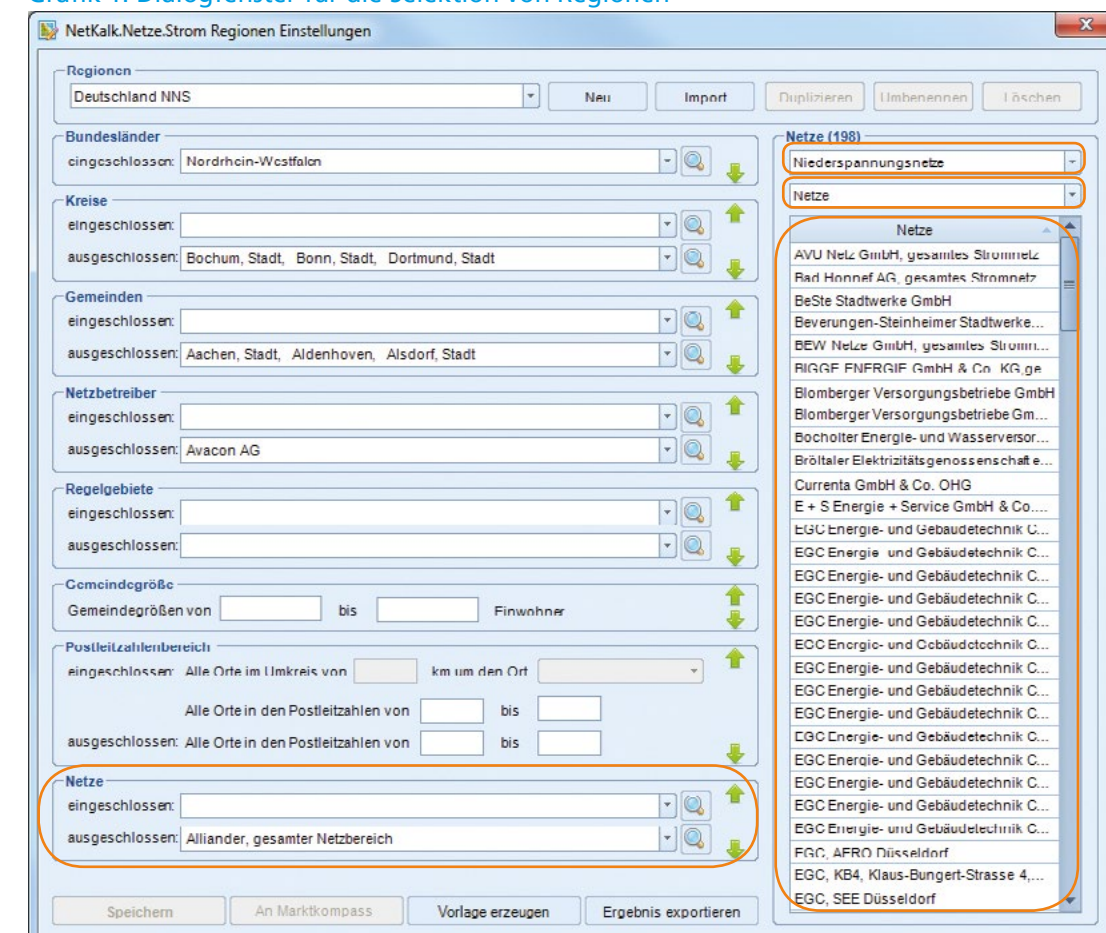 Grafik 1: Dialogfenster für die Selektion von Regionen
NetKalk.Netze.Strom Regionen Einstellungen
Regionen
Deutschland NNS
Neu
Import
Duplizieren
Umbenennen
Löschen
Bundesländer
eingeschlossen: Nordrhein-Westfalen
Kreise
eingeschlossen:
ausgeschlossen: Bochum, Stadt, Bonn, Stadt, Dortmund, Stadt
Gemeinden
eingeschlossen:
ausgeschlossen: Aachen, Stadt, Aldenhoven, Alsdorf, Stadt
Netzbetreiber
eingeschlossen:
ausgeschlossen: Avacon AG
Regelgebiete
eingeschlossen:
ausgeschlossen:
Gemeindegröße
Gemeindegrößen von bis Einwohner
Postleitzahlenbereich
eingeschlossen: Alle Orte im Umkreis von km um den Ort
Alle Orte in den Postleitzahlen von bis
ausgeschlossen: Alle Orte in den Postleitzahlen von bis
Netze
eingeschlossen:
ausgeschlossen: Alliander, gesamter Netzbereich
Speichern
An Marktkompass
Vorlage erzeugen
Ergebnis exportieren
Netze (198)
Niederspannungsnetze
Netze
Netze
AVU Netz GmbH, gesamtes Stromnetz
Bad Honnef AG, gesamtes Stromnetz
BeSte Stadtwerke GmbH
Beverungen-Steinheimer Stadtwerke...
BEW Netze GmbH, gesamtes Stromn...
BIGGE ENERGIE GmbH & Co. KG,ge
Blomberger Versorgungsbetriebe GmbH
Blomberger Versorgungsbetriebe Gm...
Bocholter Energie- und Wasserversor...
Bröltaler Elektrizitätsgenossenschaft e...
Currenta GmbH & Co. OHG
E + S Energie + Service GmbH & Co....
EGC Energie- und Gebäudetechnik C...
EGC Energie und Gebäudetechnik C...
EGC Energie- und Gebäudetechnik C...
EGC Energie- und Gebäudetechnik C...
EGC Energie- und Gebäudetechnik C...
EGC Energie- und Gebäudetechnik C...
EGC Energie- und Gebäudetechnik C...
EGC Energie- und Gebäudetechnik C...
EGC Energie- und Gebäudetechnik C...
EGC Energie- und Gebäudetechnik C...
EGC Energie- und Gebäudetechnik C...
EGC Energie- und Gebäudetechnik C...
EGC Energie- und Gebäudetechnik C...
EGC Energie- und Gebäudetechnik C...
EGC, AERO Düsseldorf
EGC, KB4, Klaus-Bungert-Strasse 4,...
EGC, SEE Düsseldorf